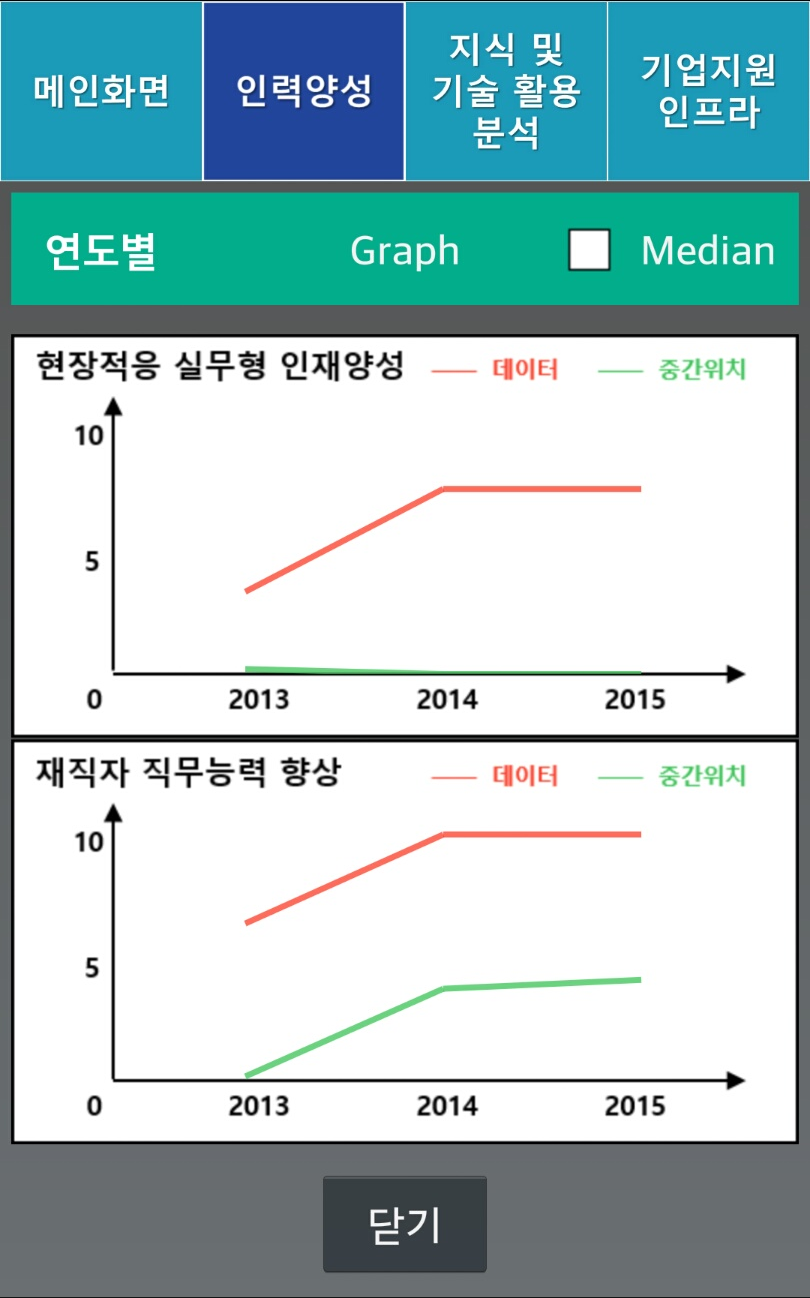 메인화면
인력양성
지식 및
기술 활용
분석
기업지원
인프라
연도별 Graph Median
현장적응 실무형 인재양성 데이터 중간위치
10
5
0 2013 2014 2015
재직자 직무능력 향상 데이터 중간위치
10
5
0 2013 2014 2015
닫기